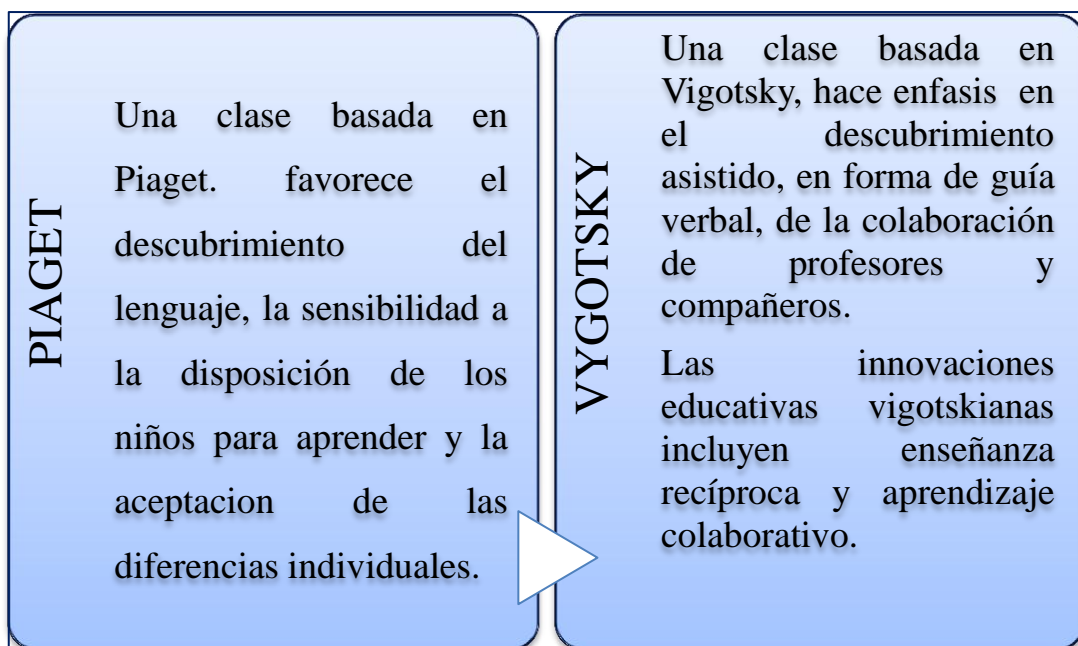 PIAGET
Una clase basada en
Piaget. favorece el
descubrimiento del
lenguaje, la sensibilidad a
la disposición de los
niños para aprender y la
aceptacion de las
diferencias individuales.
VYGOTSKY
Una clase basada en
Vigotsky, hace enfasis en
el descubrimiento
asistido, en forma de guía
verbal, de la colaboración
de profesores y
compañeros.
Las innovaciones
educativas vigotskianas
incluyen enseñanza
recíproca y aprendizaje
colaborativo.